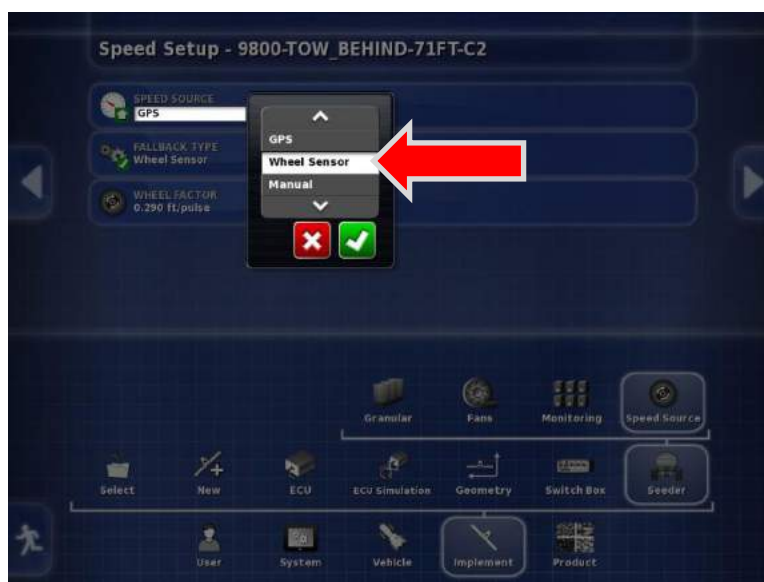 Speed Setup - 9800-TOW_BEHIND-71FT-C2
SPEED SOURCE
GPS
FALLBACK TYPE
Wheel Sensor
WHEEL FACTOR
0.290 ft/pulse
GPS
Wheel Sensor
Manual
Granular
Fans
Monitoring
Speed Source
Select
New
ECU
ECU Simulation
Geometry
Switch Box
Seeder
User
System
Vehicle
Implement
Product